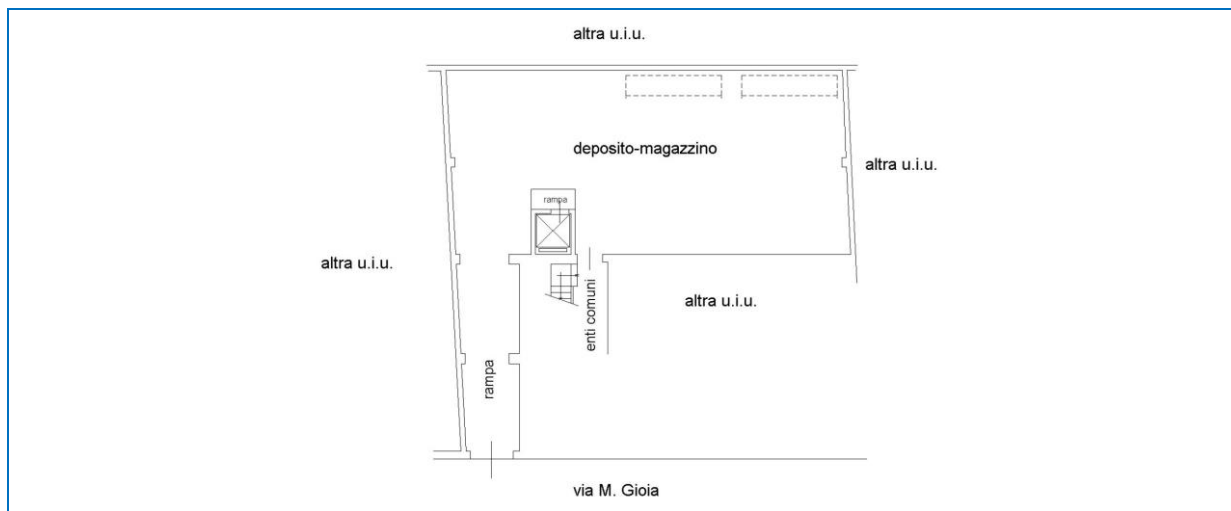 altra u.i.u.
deposito-magazzino
altra u.i.u.
rampa
altra u.i.u.
altra u.i.u.
enti comuni
rampa
via M. Gioia